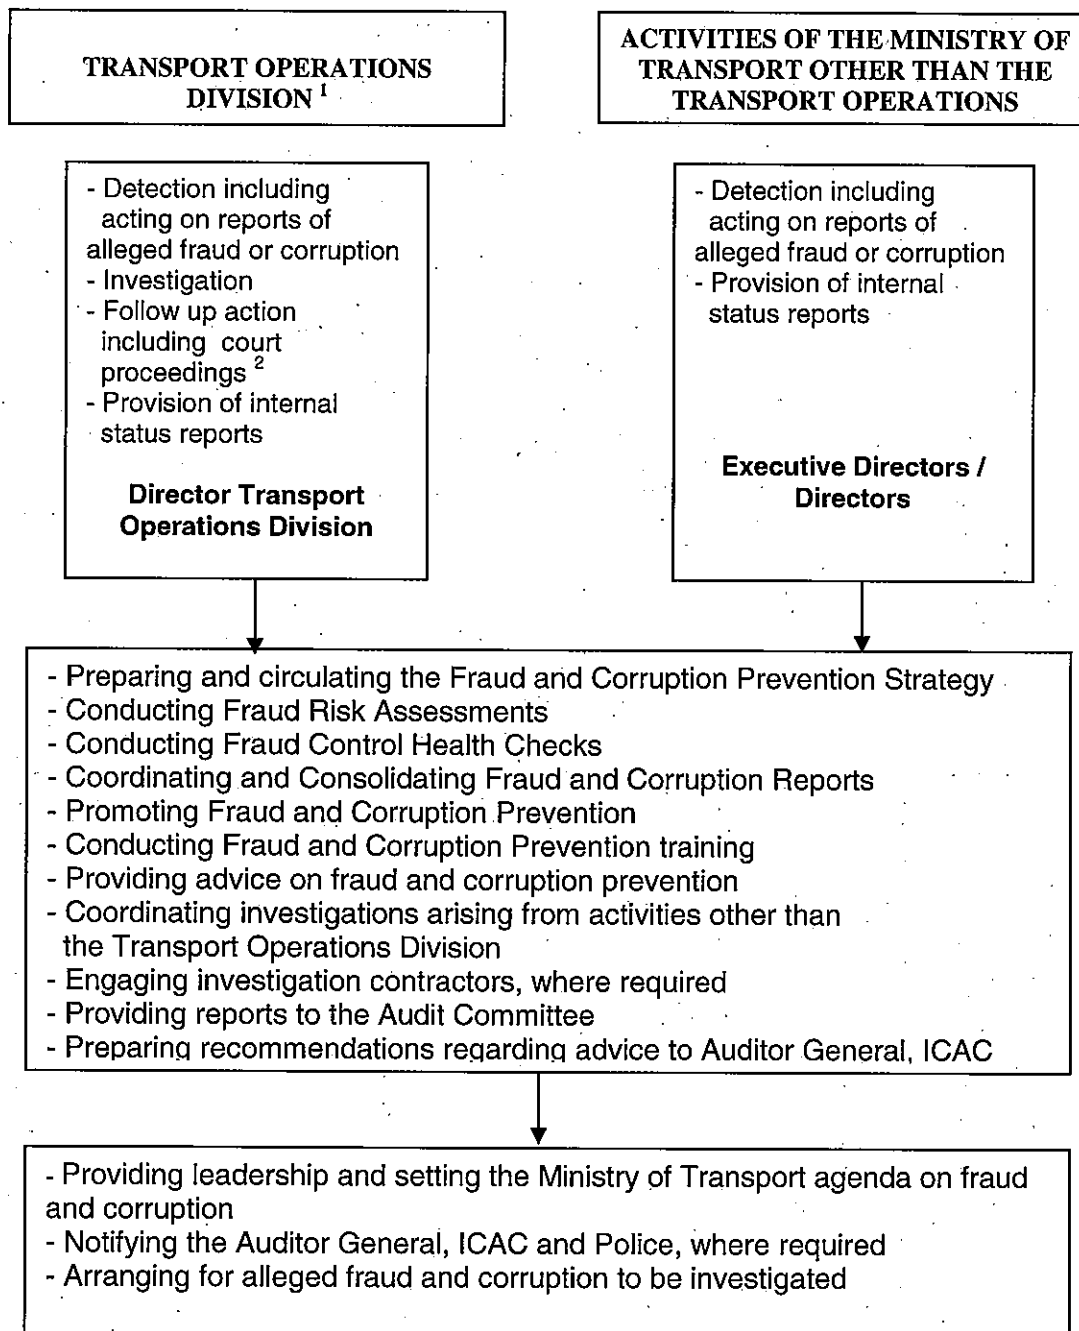 TRANSPORT OPERATIONS
DIVISION 1
ACTIVITIES OF THE MINISTRY OF
TRANSPORT OTHER THAN THE
TRANSPORT OPERATIONS
- Detection including
acting on reports of
alleged fraud or corruption
- Investigation
- Follow up action
including court
proceedings 2
- Provision of internal
status reports
Director Transport
Operations Division
- Detection including
acting on reports of
alleged fraud or corruption
- Provision of internal
status reports
Executive Directors /
Directors
- Preparing and circulating the Fraud and Corruption Prevention Strategy
- Conducting Fraud Risk Assessments
- Conducting Fraud Control Health Checks
- Coordinating and Consolidating Fraud and Corruption Reports
- Promoting Fraud and Corruption Prevention
- Conducting Fraud and Corruption Prevention training
- Providing advice on fraud and corruption prevention
- Coordinating investigations arising from activities other than
the Transport Operations Division
- Engaging investigation contractors, where required
- Providing reports to the Audit Committee
- Preparing recommendations regarding advice to Auditor General, ICAC
- Providing leadership and setting the Ministry of Transport agenda on fraud
and corruption
- Notifying the Auditor General, ICAC and Police, where required
- Arranging for alleged fraud and corruption to be investigated